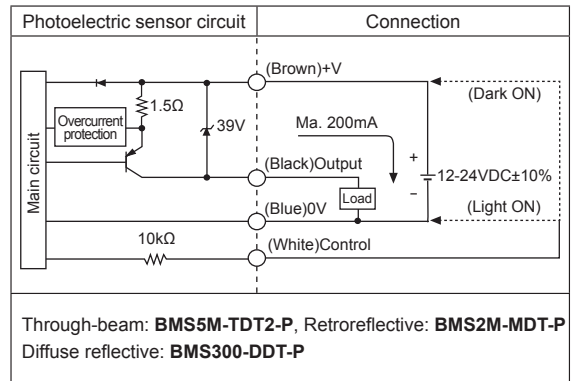 Photoelectric sensor circuit
Connection
(Brown)+V
(Dark ON)
1.5Ω
Overcurrent
protection
39V
Ma. 200mA
Main circuit
(Black)Output
+
12-24VDC±10%
Load
−
(Blue)0V
(Light ON)
10kΩ
(White)Control
Through-beam: BMS5M-TDT2-P, Retroreflective: BMS2M-MDT-P
Diffuse reflective: BMS300-DDT-P